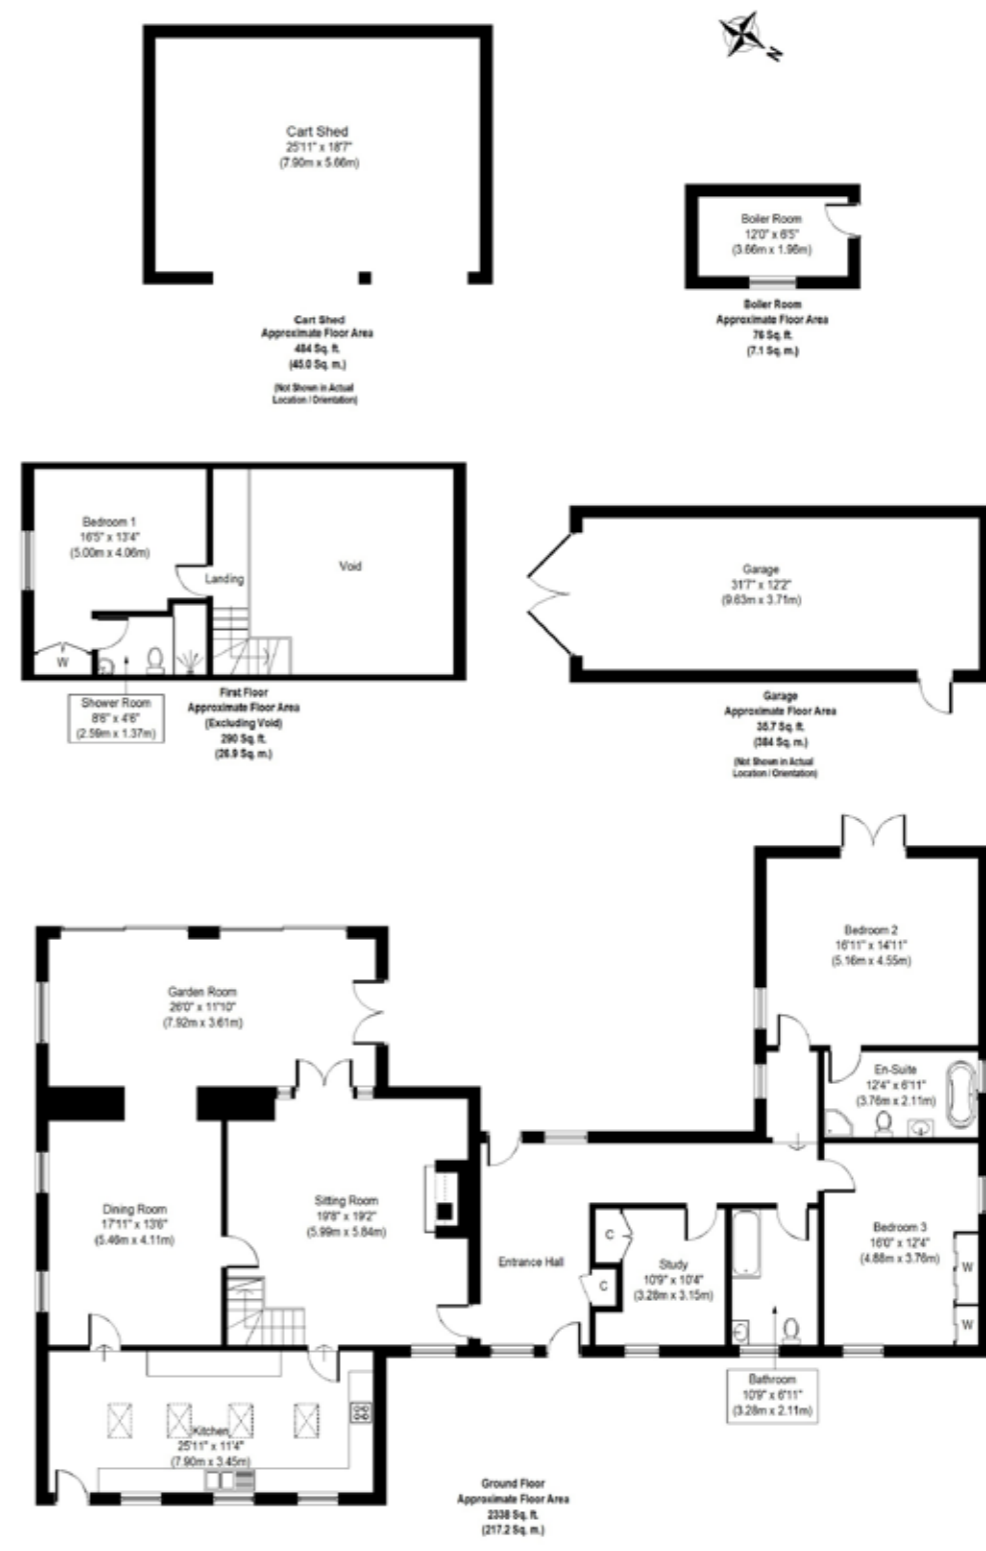 N
Cart Shed
25'11" x 18'7"
(7.90m x 5.66m)
Cart Shed
Approximate Floor Area
484 Sq. ft.
(45.0 Sq. m.)
(Not Shown in Actual
Location / Orientation)
Boiler Room
12'0" x 6'5"
(3.66m x 1.96m)
Boiler Room
Approximate Floor Area
76 Sq. ft.
(7.1 Sq. m.)
Bedroom 1
16'5" x 13'4"
(5.00m x 4.06m)
Landing
Void
W
Shower Room
8'6" x 4'6"
(2.59m x 1.37m)
First Floor
Approximate Floor Area
(Excluding Void)
290 Sq. ft.
(26.9 Sq. m.)
Garage
31'7" x 12'2"
(9.63m x 3.71m)
Garage
Approximate Floor Area
35.7 Sq. ft.
(384 Sq. m.)
(Not Shown in Actual
Location / Orientation)
Bedroom 2
16'11" x 14'11"
(5.16m x 4.55m)
Garden Room
26'0" x 11'10"
(7.92m x 3.61m)
En-Suite
12'4" x 6'11"
(3.76m x 2.11m)
Dining Room
17'11" x 13'6"
(5.46m x 4.11m)
Sitting Room
19'8" x 19'2"
(5.99m x 5.84m)
Entrance Hall
C
C
Study
10'9" x 10'4"
(3.28m x 3.15m)
Bedroom 3
16'0" x 12'4"
(4.88m x 3.76m)
W
W
Bathroom
10'9" x 6'11"
(3.28m x 2.11m)
Kitchen
25'11" x 11'4"
(7.90m x 3.45m)
Ground Floor
Approximate Floor Area
2338 Sq. ft.
(217.2 Sq. m.)